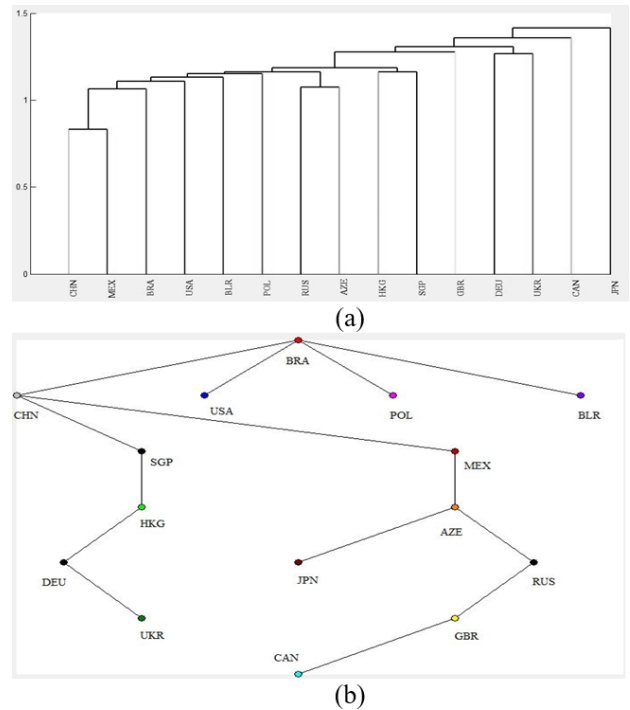 1.5
1
0.5
0
CHN MEX BRA USA BLR POL RUS AZE HKG SGP GBR DEU UKR CAN JPN
(a)
BRA
CHN USA POL BLR
SGP MEX
HKG AZE
DEU JPN RUS
UKR GBR
CAN
(b)